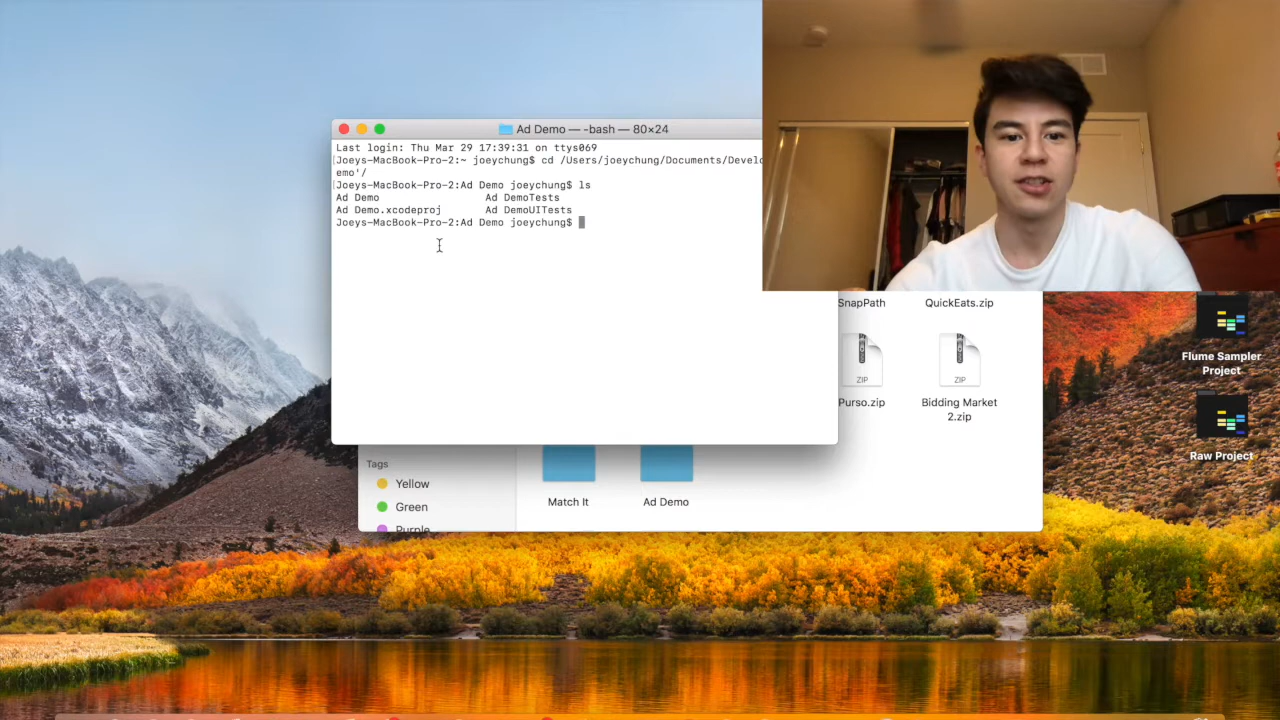 Ad Demo — -bash — 80×24
Last login: Thu Mar 29 17:39:31 on ttys069
[Joeys-MacBook-Pro-2:~ joeychung$ cd /Users/joeychung/Documents/Develo
emo'/
[Joeys-MacBook-Pro-2:Ad Demo joeychung$ ls
Ad Demo Ad DemoTests
Ad Demo.xcodeproj Ad DemoUITests
Joeys-MacBook-Pro-2:Ad Demo joeychung$
SnapPath
QuickEats.zip
ZIP
ZIP
Purso.zip
Bidding Market
2.zip
Tags
Yellow
Green
Purple
Match It
Ad Demo
Flume Sampler
Project
Raw Project